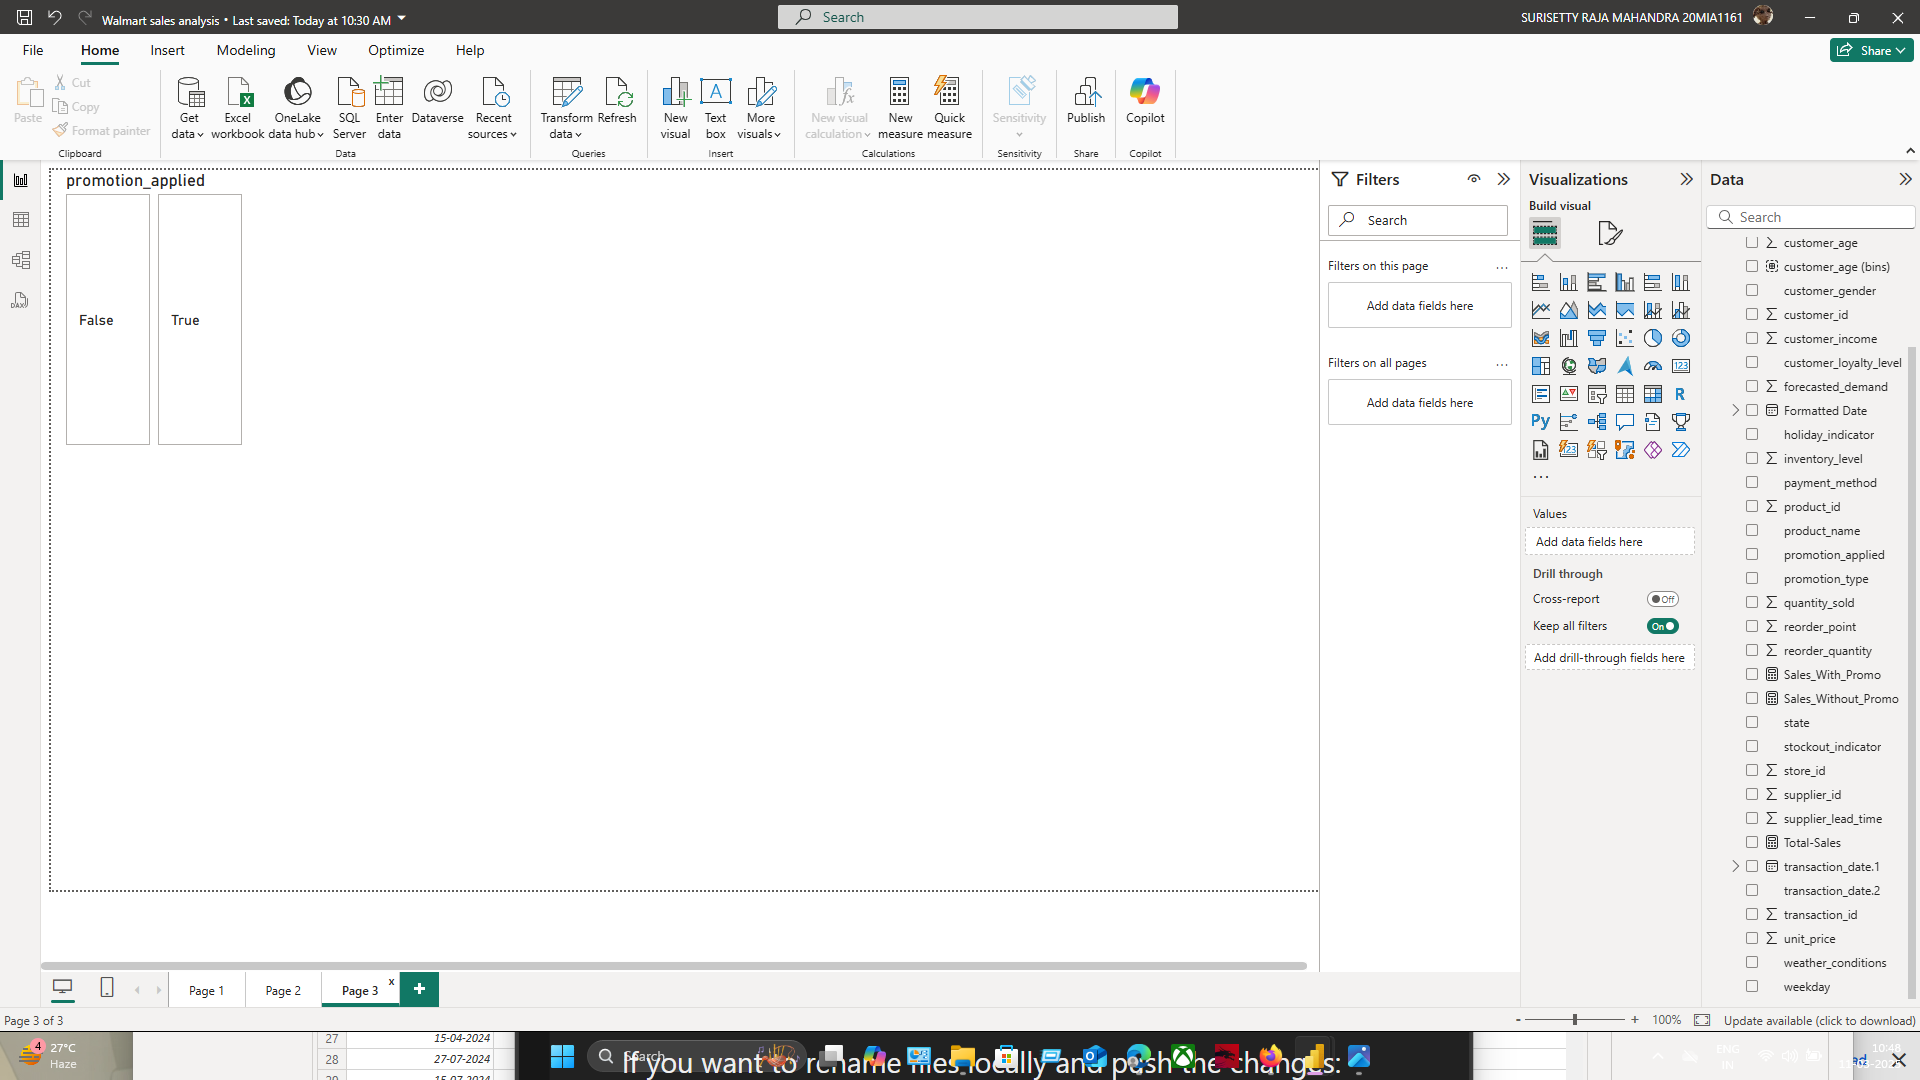 Walmart sales analysis • Last saved: Today at 10:30 AM
Search
SURISETTY RAJA MAHANDRA 20MIA1161
File
Home
Insert
Modeling
View
Optimize
Help
Share
Paste
Cut
Copy
Format painter
Clipboard
Get data
Excel workbook
OneLake data hub
SQL Server
Enter data
Dataverse
Recent sources
Data
Transform data
Refresh
Queries
New visual
Text box
More visuals
Insert
New visual calculation
New measure
Quick measure
Calculations
Sensitivity
Sensitivity
Publish
Share
Copilot
Copilot
promotion_applied
False
True
Filters
Search
Filters on this page
...
Add data fields here
Filters on all pages
...
Add data fields here
Visualizations
Build visual
123
R
Py
123
...
Values
Add data fields here
Drill through
Cross-report
Off
Keep all filters
On
Add drill-through fields here
Data
Search
customer_age
customer_age (bins)
customer_gender
customer_id
customer_income
customer_loyalty_level
forecasted_demand
Formatted Date
holiday_indicator
inventory_level
payment_method
product_id
product_name
promotion_applied
promotion_type
quantity_sold
reorder_point
reorder_quantity
Sales_With_Promo
Sales_Without_Promo
state
stockout_indicator
store_id
supplier_id
supplier_lead_time
Total-Sales
transaction_date.1
transaction_date.2
transaction_id
unit_price
weather_conditions
weekday
DAX
Page 1
Page 2
Page 3
x
+
Page 3 of 3
- + 100%
Update available (click to download)
4
27°C
Haze
27
15-04-2024
28
27-07-2024
Search
If you want to rename files locally and push the changes:
ENG
IN
10:48